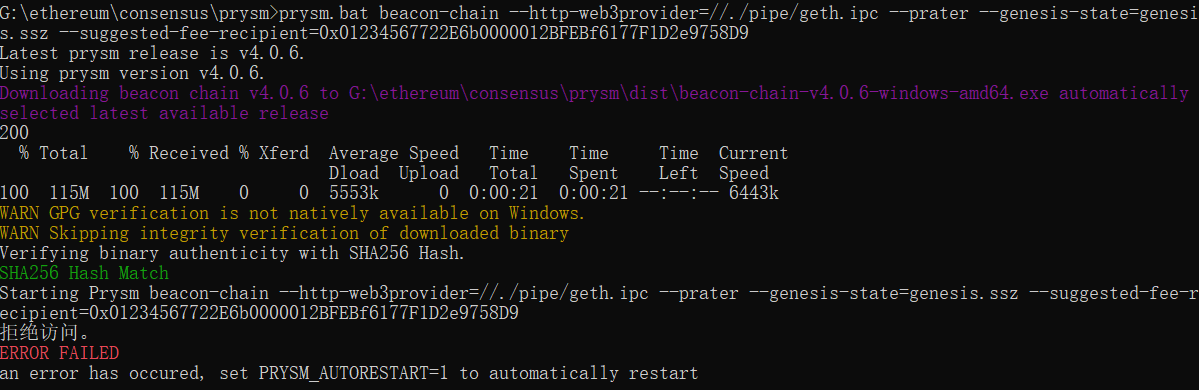 G:\ethereum\consensus\prysm>prysm.bat beacon-chain --http-web3provider=//./pipe/geth.ipc --prater --genesis-state=genesi
s.ssz --suggested-fee-recipient=0x01234567722E6b0000012BFEBf6177F1D2e9758D9
Latest prysm release is v4.0.6.
Using prysm version v4.0.6.
Downloading beacon chain v4.0.6 to G:\ethereum\consensus\prysm\dist\beacon-chain-v4.0.6-windows-amd64.exe automatically
selected latest available release
200
% Total % Received % Xferd Average Speed Time Time Time Current
Dload Upload Total Spent Left Speed
100 115M 100 115M 0 0 5553k 0 0:00:21 0:00:21 --:--:-- 6443k
WARN GPG verification is not natively available on Windows.
WARN Skipping integrity verification of downloaded binary
Verifying binary authenticity with SHA256 Hash.
SHA256 Hash Match
Starting Prysm beacon-chain --http-web3provider=//./pipe/geth.ipc --prater --genesis-state=genesis.ssz --suggested-fee-r
ecipient=0x01234567722E6b0000012BFEBf6177F1D2e9758D9
拒绝访问。
ERROR FAILED
an error has occured, set PRYSM_AUTORESTART=1 to automatically restart